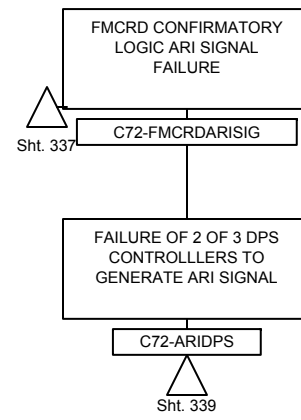 FMCRD CONFIRMATORY
LOGIC ARI SIGNAL
FAILURE
C72-FMCRDARISIG
Sht. 337
FAILURE OF 2 OF 3 DPS
CONTROLLLERS TO
GENERATE ARI SIGNAL
C72-ARIDPS
Sht. 339